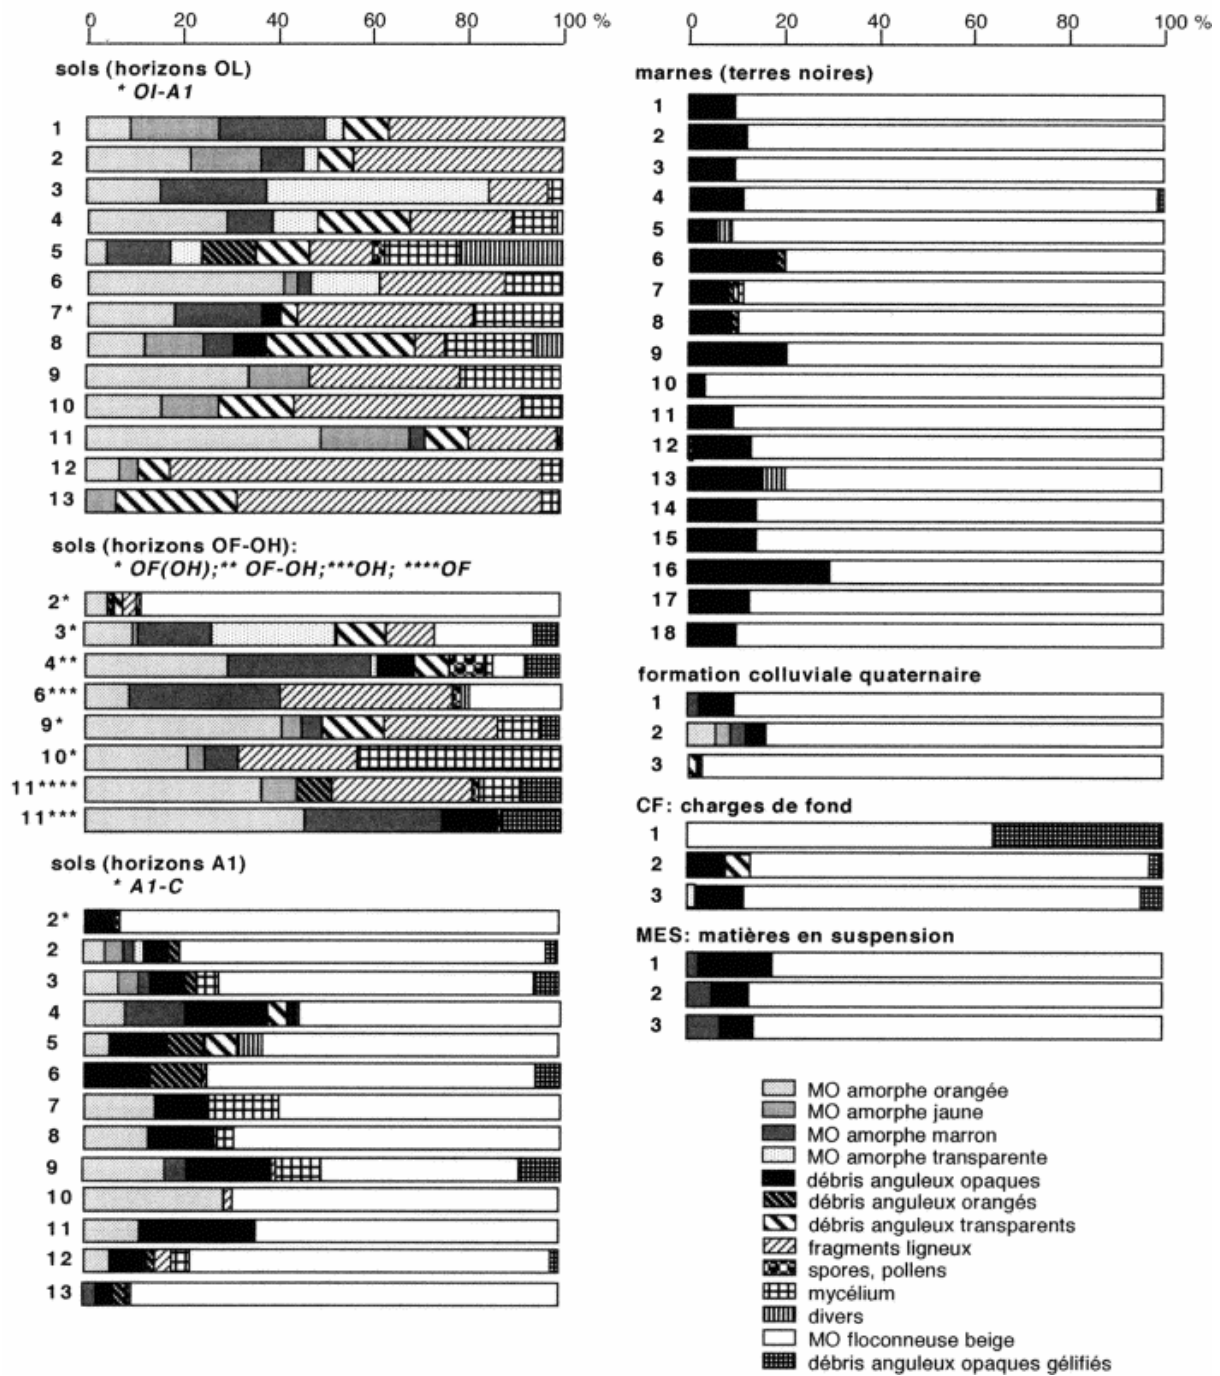 0 20 40 60 80 100 %
sols (horizons OL)
* Ol-A1
1
2
3
4
5
6
7*
8
9
10
11
12
13
sols (horizons OF-OH):
* OF(OH);** OF-OH;***OH; ****OF
2*
3*
4**
6***
9*
10*
11****
11***
sols (horizons A1)
* A1-C
2*
2
3
4
5
6
7
8
9
10
11
12
13
0 20 40 60 80 100 %
marnes (terres noires)
1
2
3
4
5
6
7
8
9
10
11
12
13
14
15
16
17
18
formation colluviale quaternaire
1
2
3
CF: charges de fond
1
2
3
MES: matières en suspension
1
2
3
MO amorphe orangée
MO amorphe jaune
MO amorphe marron
MO amorphe transparente
débris anguleux opaques
débris anguleux orangés
débris anguleux transparents
fragments ligneux
spores, pollens
mycélium
divers
MO floconneuse beige
débris anguleux opaques gélifiés